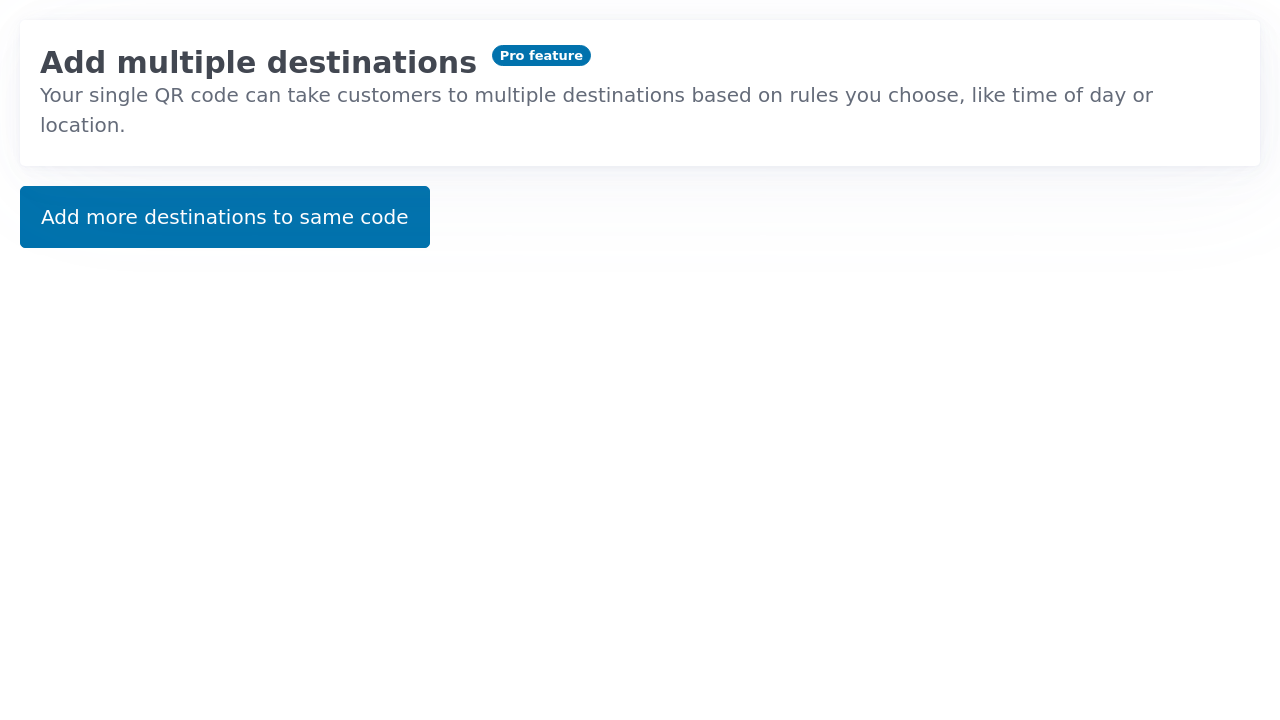 Add multiple destinations Pro feature
Your single QR code can take customers to multiple destinations based on rules you choose, like time of day or
location.
Add more destinations to same code